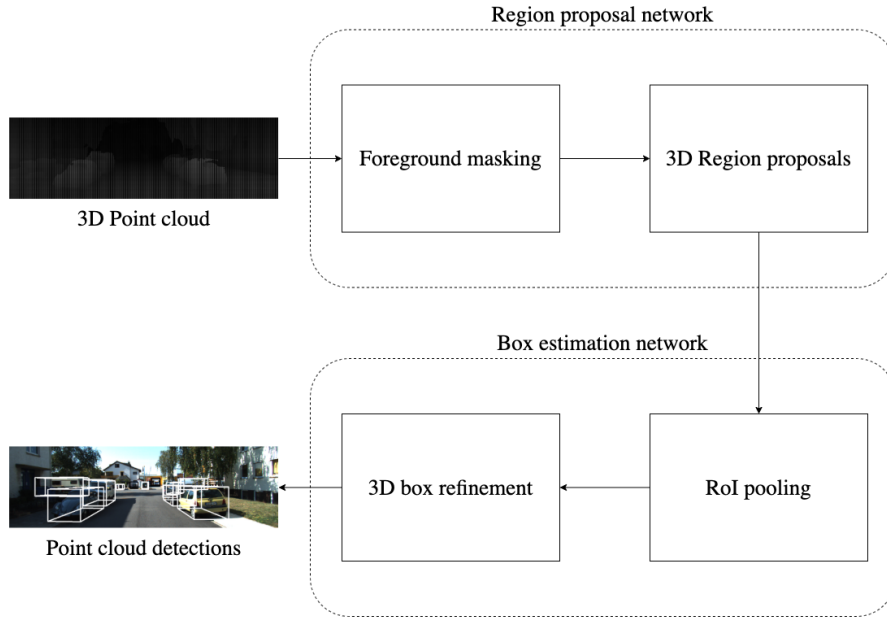 Region proposal network
Foreground masking
3D Region proposals
3D Point cloud
Box estimation network
3D box refinement
RoI pooling
Point cloud detections